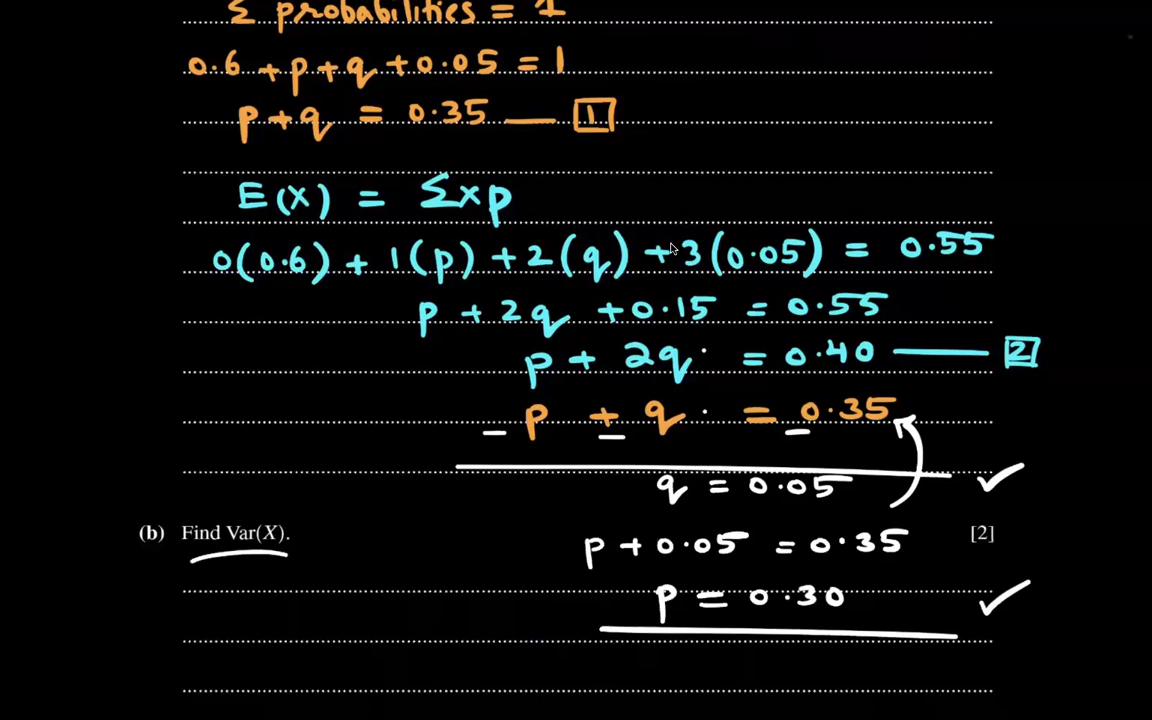 Σ probabilities = 1
0.6 + p + q + 0.05 = 1
p + q = 0.35 — 1
E(X) = Σxp
0(0.6) + 1(p) + 2(q) + 3(0.05) = 0.55
p + 2q + 0.15 = 0.55
p + 2q = 0.40 — 2
p + q = 0.35
− − −
q = 0.05 ✓
(b) Find Var(X). [2]
p + 0.05 = 0.35
p = 0.30 ✓